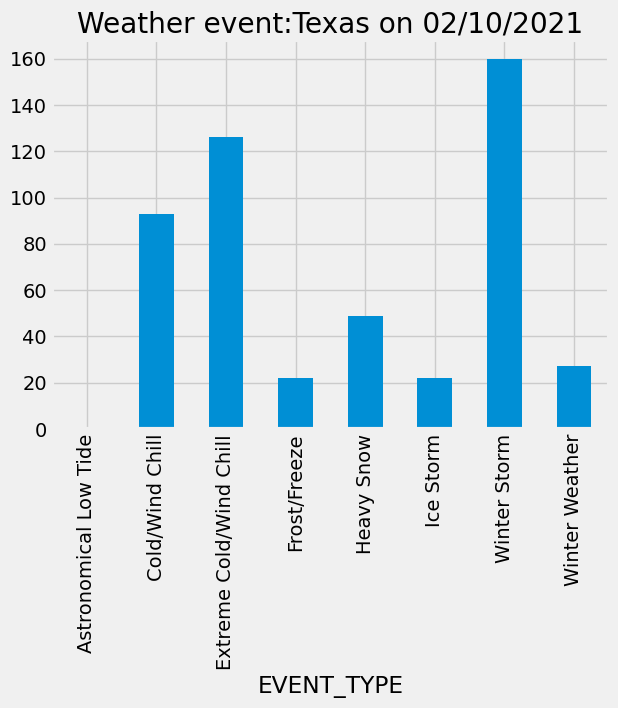 Weather event:Texas on 02/10/2021
160
140
120
100
80
60
40
20
0
Astronomical Low Tide
Cold/Wind Chill
Extreme Cold/Wind Chill
Frost/Freeze
Heavy Snow
Ice Storm
Winter Storm
Winter Weather
EVENT_TYPE